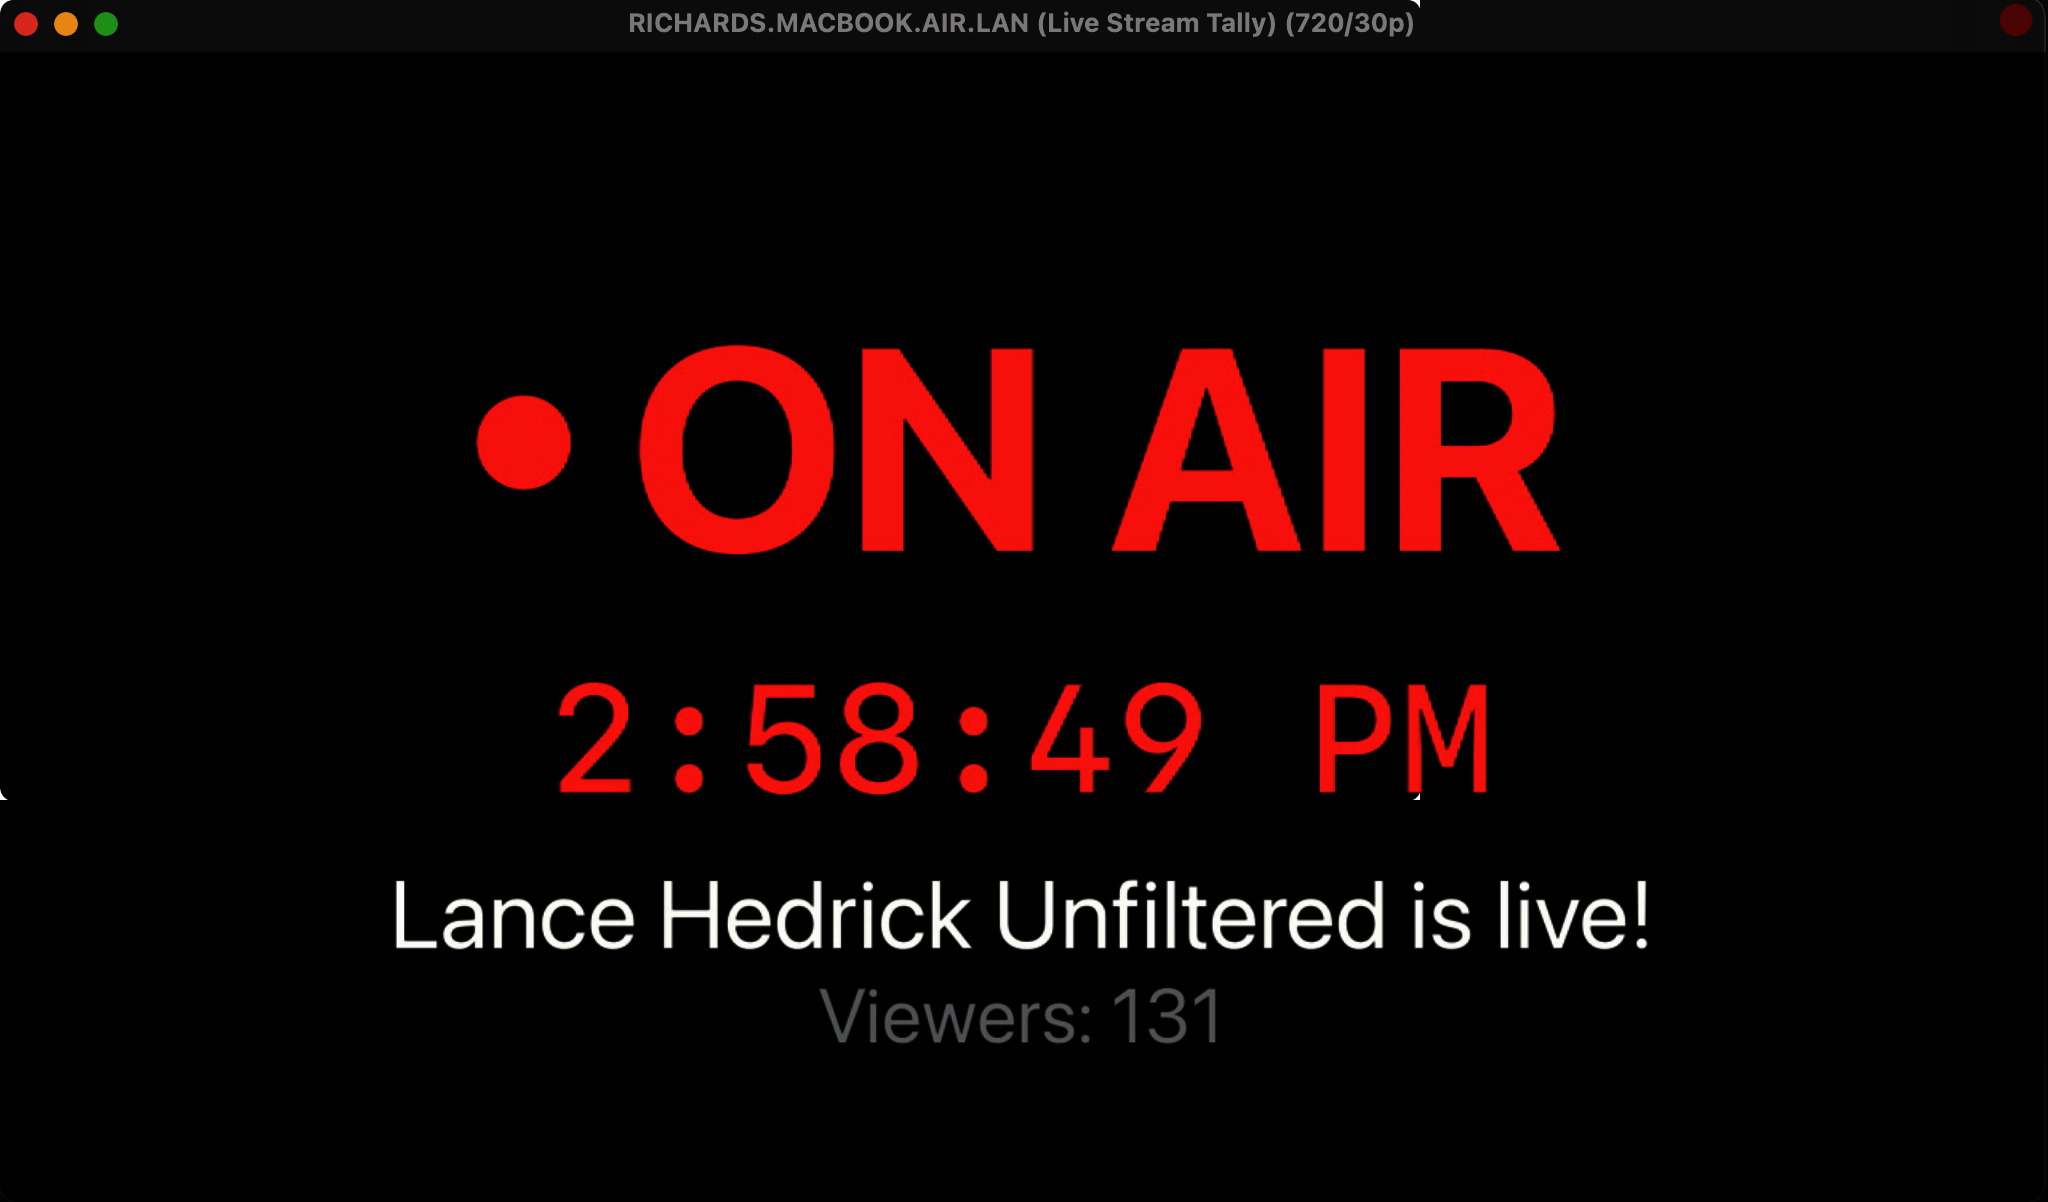 RICHARDS.MACBOOK.AIR.LAN (Live Stream Tally) (720/30p)
ON AIR
2:58:49 PM
Lance Hedrick Unfiltered is live!
Viewers: 131